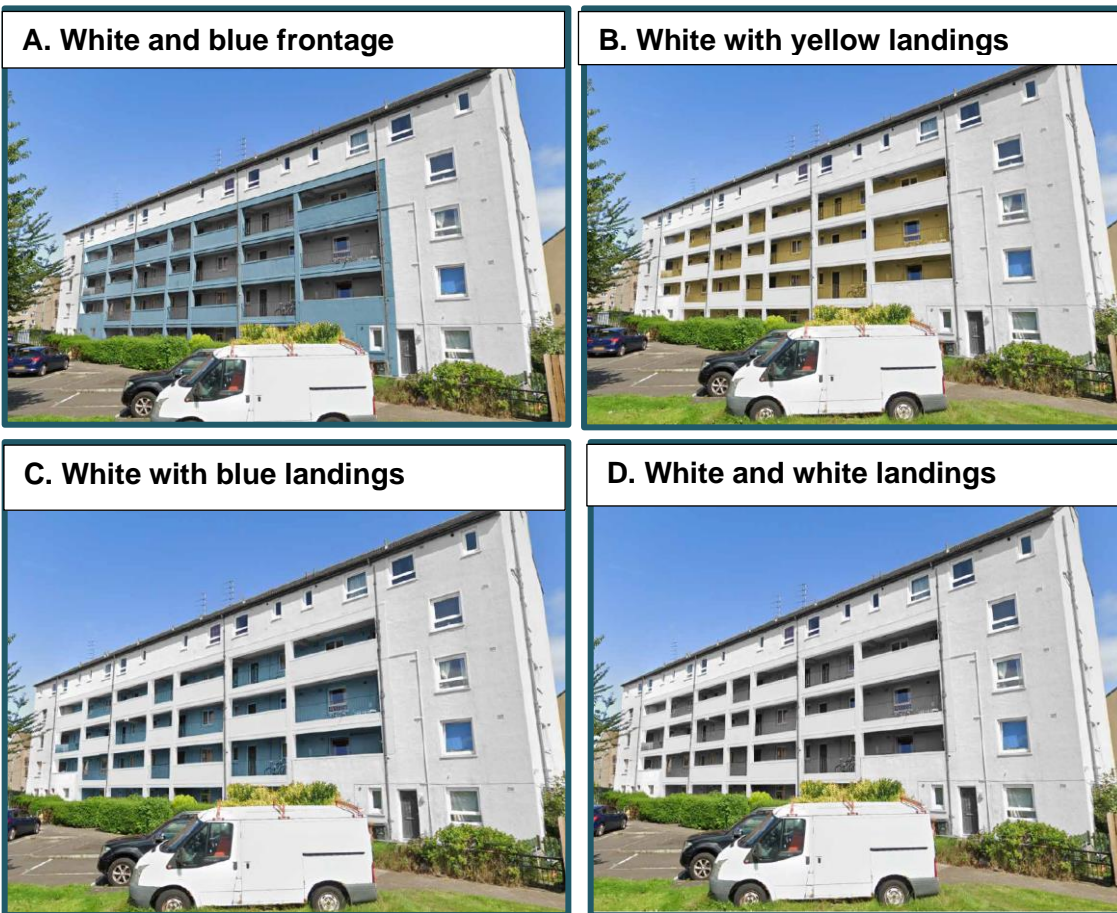 A. White and blue frontage
B. White with yellow landings
C. White with blue landings
D. White and white landings